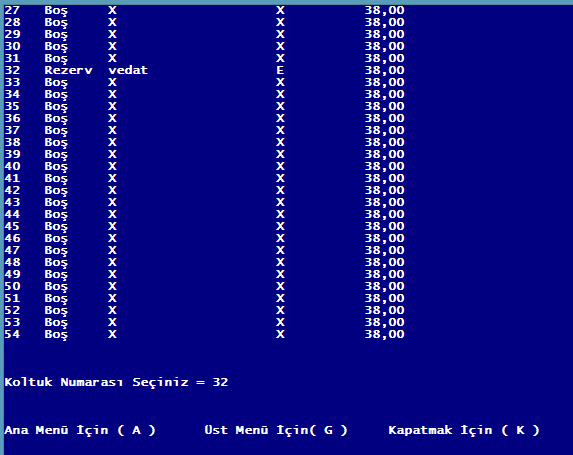 27 Boş X X 38,00
28 Boş X X 38,00
29 Boş X X 38,00
30 Boş X X 38,00
31 Boş X X 38,00
32 Rezerv vedat E 38,00
33 Boş X X 38,00
34 Boş X X 38,00
35 Boş X X 38,00
36 Boş X X 38,00
37 Boş X X 38,00
38 Boş X X 38,00
39 Boş X X 38,00
40 Boş X X 38,00
41 Boş X X 38,00
42 Boş X X 38,00
43 Boş X X 38,00
44 Boş X X 38,00
45 Boş X X 38,00
46 Boş X X 38,00
47 Boş X X 38,00
48 Boş X X 38,00
49 Boş X X 38,00
50 Boş X X 38,00
51 Boş X X 38,00
52 Boş X X 38,00
53 Boş X X 38,00
54 Boş X X 38,00
Koltuk Numarası Seçiniz = 32
Ana Menü İçin ( A ) Üst Menü İçin( G ) Kapatmak İçin ( K )